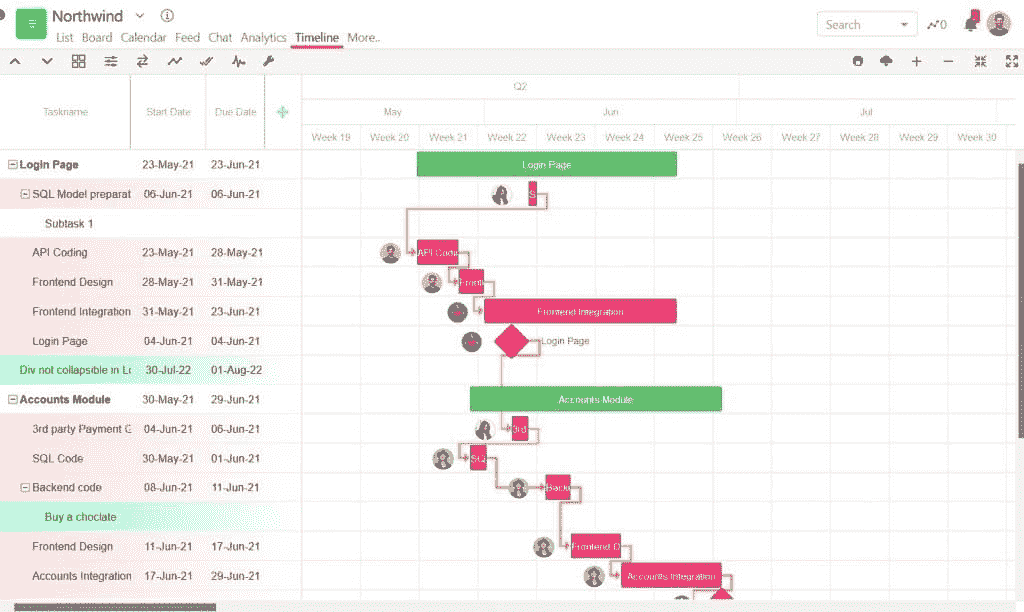 Northwind
Search
0
List Board Calendar Feed Chat Analytics Timeline More..
Q2
Taskname Start Date Due Date
May Jun Jul
Week 19 Week 20 Week 21 Week 22 Week 23 Week 24 Week 25 Week 26 Week 27 Week 28 Week 29 Week 30
Login Page 23-May-21 23-Jun-21 Login Page
SQL Model preparat 06-Jun-21 06-Jun-21 S
Subtask 1
API Coding 23-May-21 28-May-21 API Codi
Frontend Design 28-May-21 31-May-21 Front
Frontend Integration 31-May-21 23-Jun-21 Frontend Integration
Login Page 04-Jun-21 04-Jun-21 Login Page
Div not collapsible in Lo 30-Jul-22 01-Aug-22
Accounts Module 30-May-21 29-Jun-21 Accounts Module
3rd party Payment G 04-Jun-21 06-Jun-21 3rd
SQL Code 30-May-21 01-Jun-21 SQ
Backend code 08-Jun-21 11-Jun-21 Back
Buy a choclate
Frontend Design 11-Jun-21 17-Jun-21 Frontend D
Accounts Integration 17-Jun-21 29-Jun-21 Accounts Integration